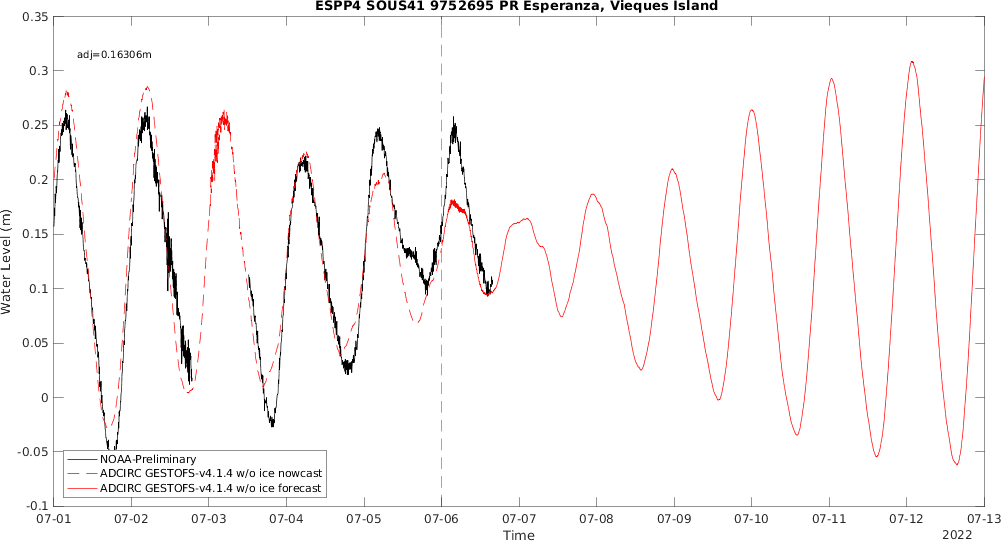 ESPP4 SOUS41 9752695 PR Esperanza, Vieques Island
0.35
adj=0.16306m
0.3
0.25
0.2
0.15
0.1
0.05
0
-0.05
-0.1
Water Level (m)
NOAA-Preliminary
ADCIRC GESTOFS-v4.1.4 w/o ice nowcast
ADCIRC GESTOFS-v4.1.4 w/o ice forecast
07-01 07-02 07-03 07-04 07-05 07-06 07-07 07-08 07-09 07-10 07-11 07-12 07-13
Time
2022